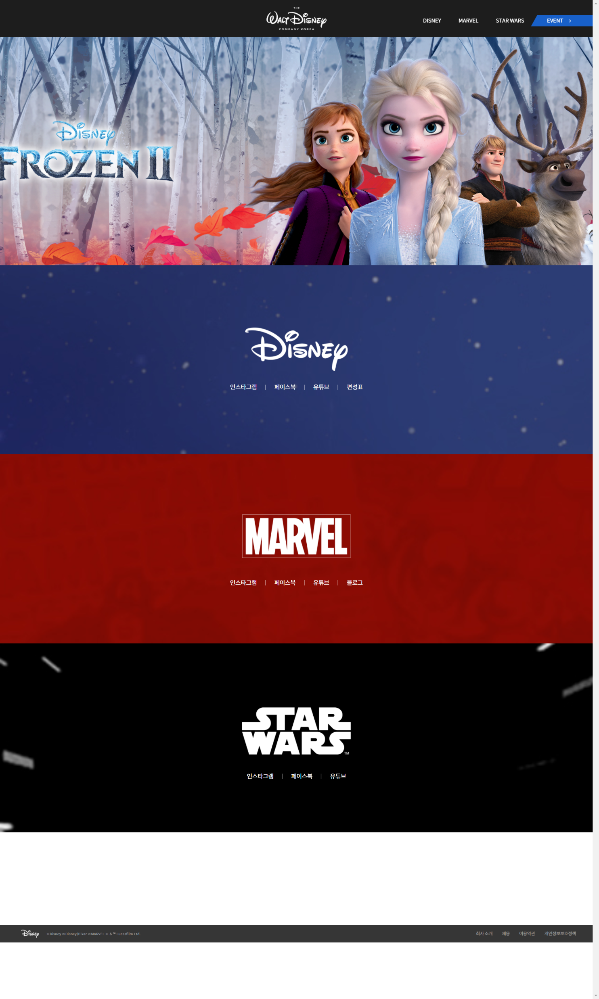 THE
WALT DISNEY
COMPANY KOREA
DISNEY MARVEL STAR WARS EVENT
DISNEY
FROZEN II
DISNEY
인스타그램 | 페이스북 | 유튜브 | 편성표
MARVEL
인스타그램 | 페이스북 | 유튜브 | 블로그
STAR
WARS TM
인스타그램 | 페이스북 | 유튜브
DISNEY ©Disney ©Disney/Pixar ©MARVEL © & ™ Lucasfilm Ltd. 회사 소개 채용 이용약관 개인정보보호정책